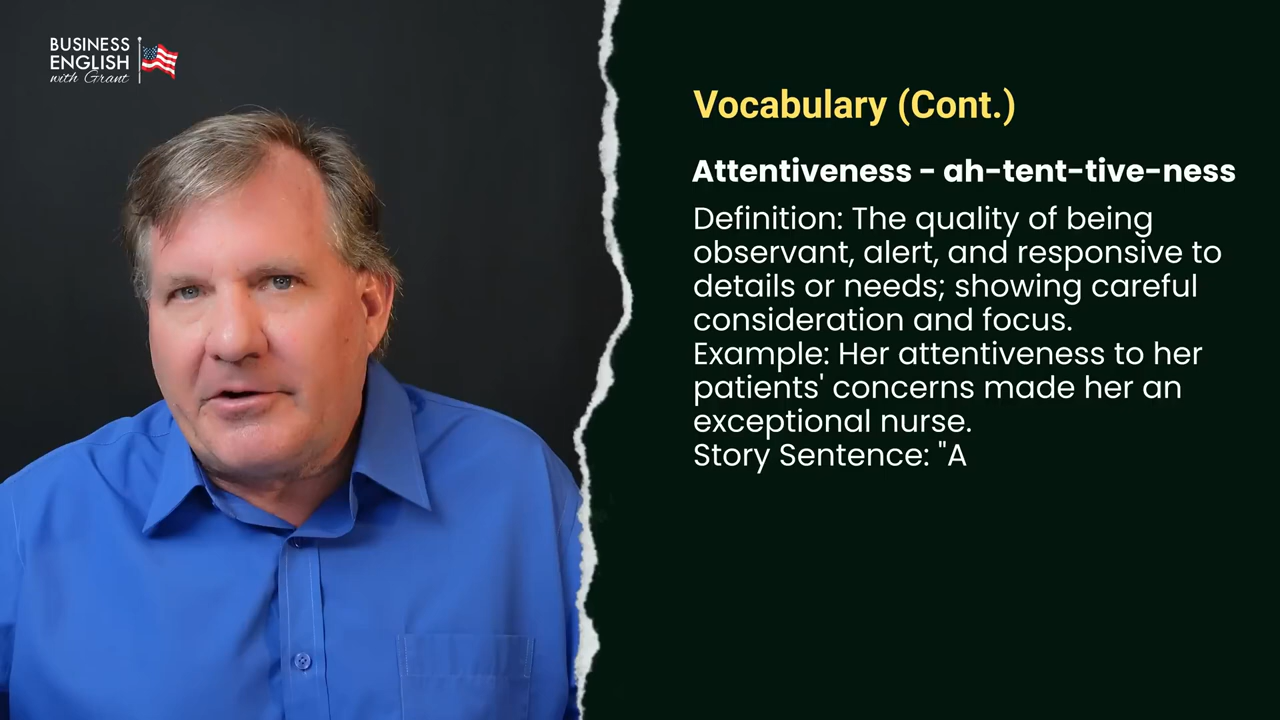 BUSINESS
ENGLISH
with Grant
Vocabulary (Cont.)
Attentiveness - ah-tent-tive-ness
Definition: The quality of being
observant, alert, and responsive to
details or needs; showing careful
consideration and focus.
Example: Her attentiveness to her
patients' concerns made her an
exceptional nurse.
Story Sentence: "A